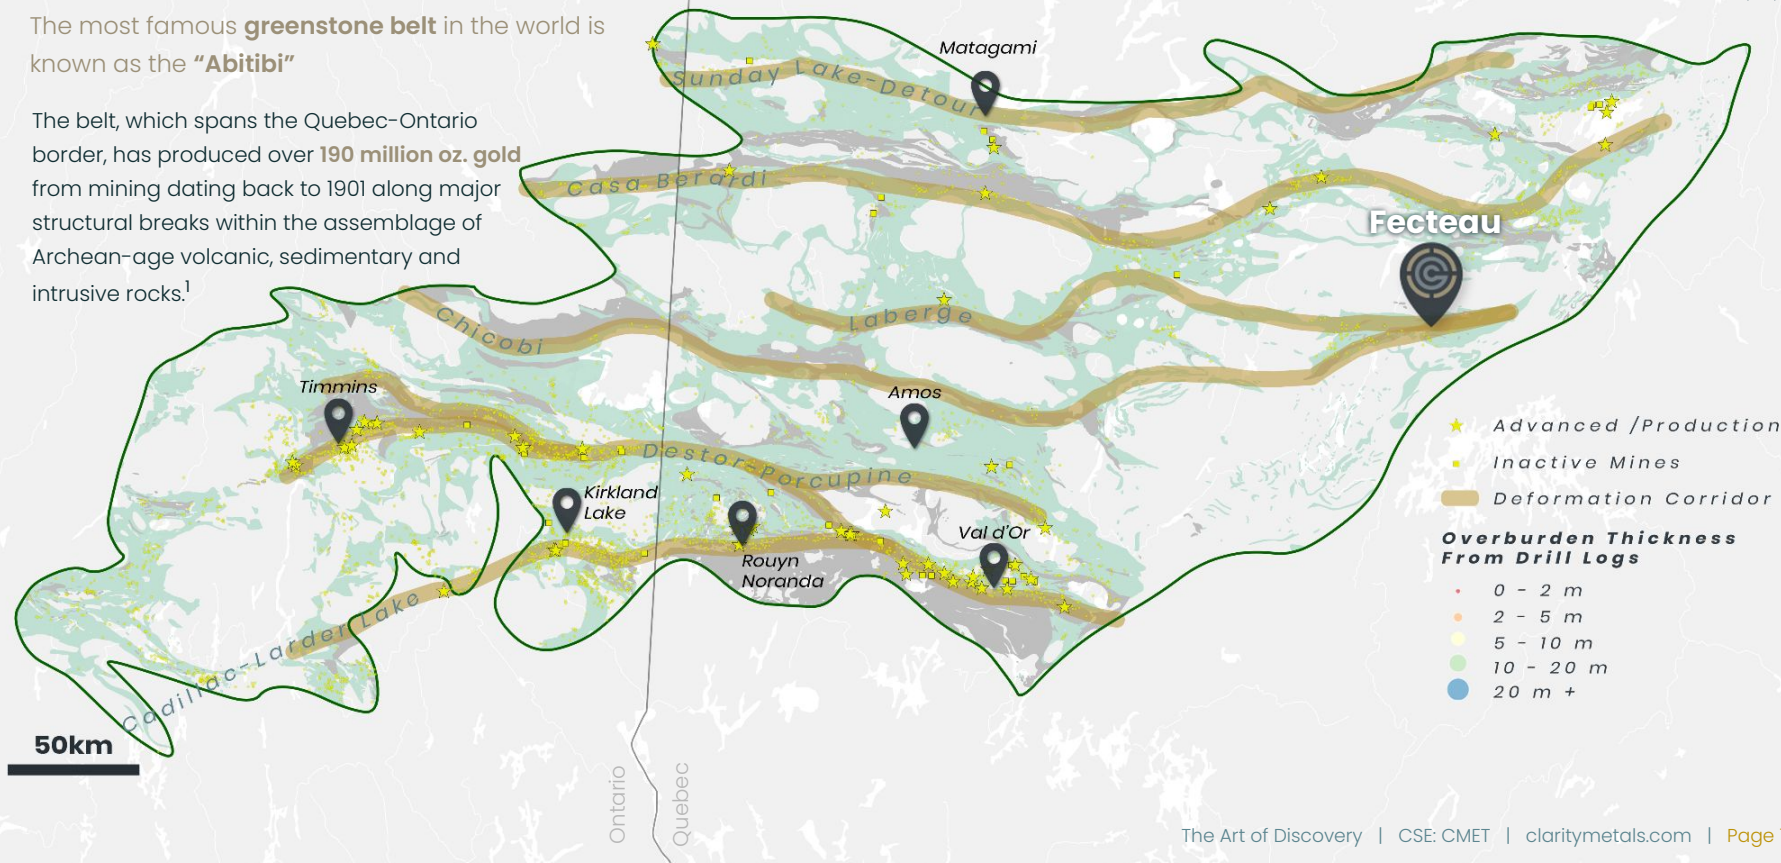 The most famous greenstone belt in the world is
known as the “Abitibi”
The belt, which spans the Quebec-Ontario
border, has produced over 190 million oz. gold
from mining dating back to 1901 along major
structural breaks within the assemblage of
Archean-age volcanic, sedimentary and
intrusive rocks.1
Matagami
Sunday Lake-Detour
Casa Berardi
Fecteau
Chicobi
Laberge
Timmins
Amos
Destor-Porcupine
Kirkland
Lake
Rouyn
Noranda
Val d'Or
Cadillac-Larder Lake
Advanced /Production
Inactive Mines
Deformation Corridor
Overburden Thickness
From Drill Logs
0 - 2 m
2 - 5 m
5 - 10 m
10 - 20 m
20 m +
50km
Ontario
Quebec
The Art of Discovery | CSE: CMET | claritymetals.com | Page